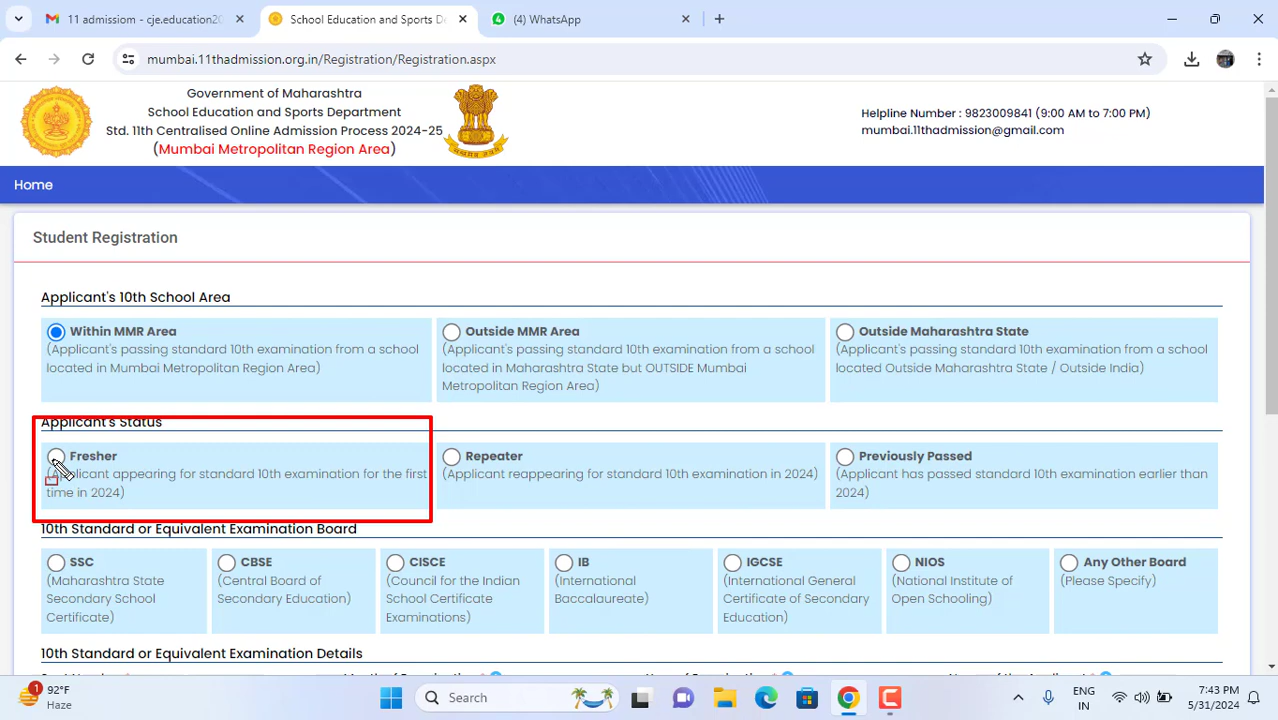 11 admissiom - cje.education20
School Education and Sports De
(4) WhatsApp
mumbai.11thadmission.org.in/Registration/Registration.aspx
Government of Maharashtra
School Education and Sports Department
Std. 11th Centralised Online Admission Process 2024-25
(Mumbai Metropolitan Region Area)
Helpline Number : 9823009841 (9:00 AM to 7:00 PM)
mumbai.11thadmission@gmail.com
Home
Student Registration
Applicant's 10th School Area
Within MMR Area
(Applicant's passing standard 10th examination from a school
located in Mumbai Metropolitan Region Area)
Outside MMR Area
(Applicant's passing standard 10th examination from a school
located in Maharashtra State but OUTSIDE Mumbai
Metropolitan Region Area)
Outside Maharashtra State
(Applicant's passing standard 10th examination from a school
located Outside Maharashtra State / Outside India)
Applicant's Status
Fresher
(Applicant appearing for standard 10th examination for the first
time in 2024)
Repeater
(Applicant reappearing for standard 10th examination in 2024)
Previously Passed
(Applicant has passed standard 10th examination earlier than
2024)
10th Standard or Equivalent Examination Board
SSC
(Maharashtra State
Secondary School
Certificate)
CBSE
(Central Board of
Secondary Education)
CISCE
(Council for the Indian
School Certificate
Examinations)
IB
(International
Baccalaureate)
IGCSE
(International General
Certificate of Secondary
Education)
NIOS
(National Institute of
Open Schooling)
Any Other Board
(Please Specify)
10th Standard or Equivalent Examination Details
1
92°F
Haze
Search
ENG
IN
7:43 PM
5/31/2024